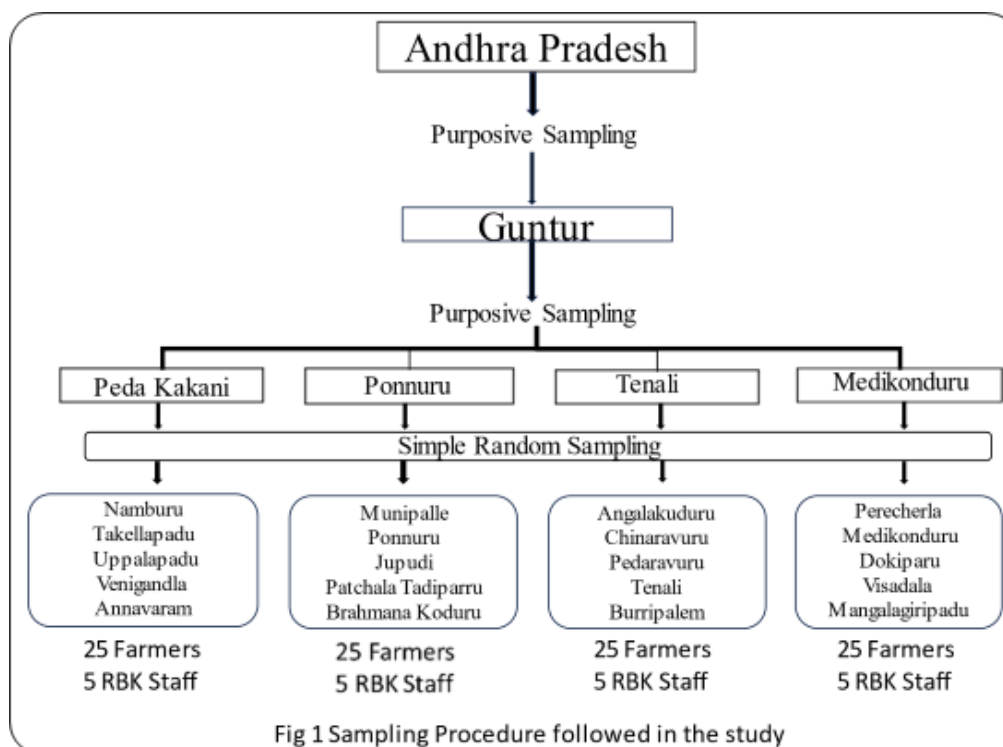 Andhra Pradesh
Purposive Sampling
Guntur
Purposive Sampling
Peda Kakani
Ponnuru
Tenali
Medikonduru
Simple Random Sampling
Namburu
Takellapadu
Uppalapadu
Venigandla
Annavaram
25 Farmers
5 RBK Staff
Munipalle
Ponnuru
Jupudi
Patchala Tadiparru
Brahmana Koduru
25 Farmers
5 RBK Staff
Angalakuduru
Chinaravuru
Pedaravuru
Tenali
Burripalem
25 Farmers
5 RBK Staff
Perecherla
Medikonduru
Dokiparu
Visadala
Mangalagiripadu
25 Farmers
5 RBK Staff
Fig 1 Sampling Procedure followed in the study